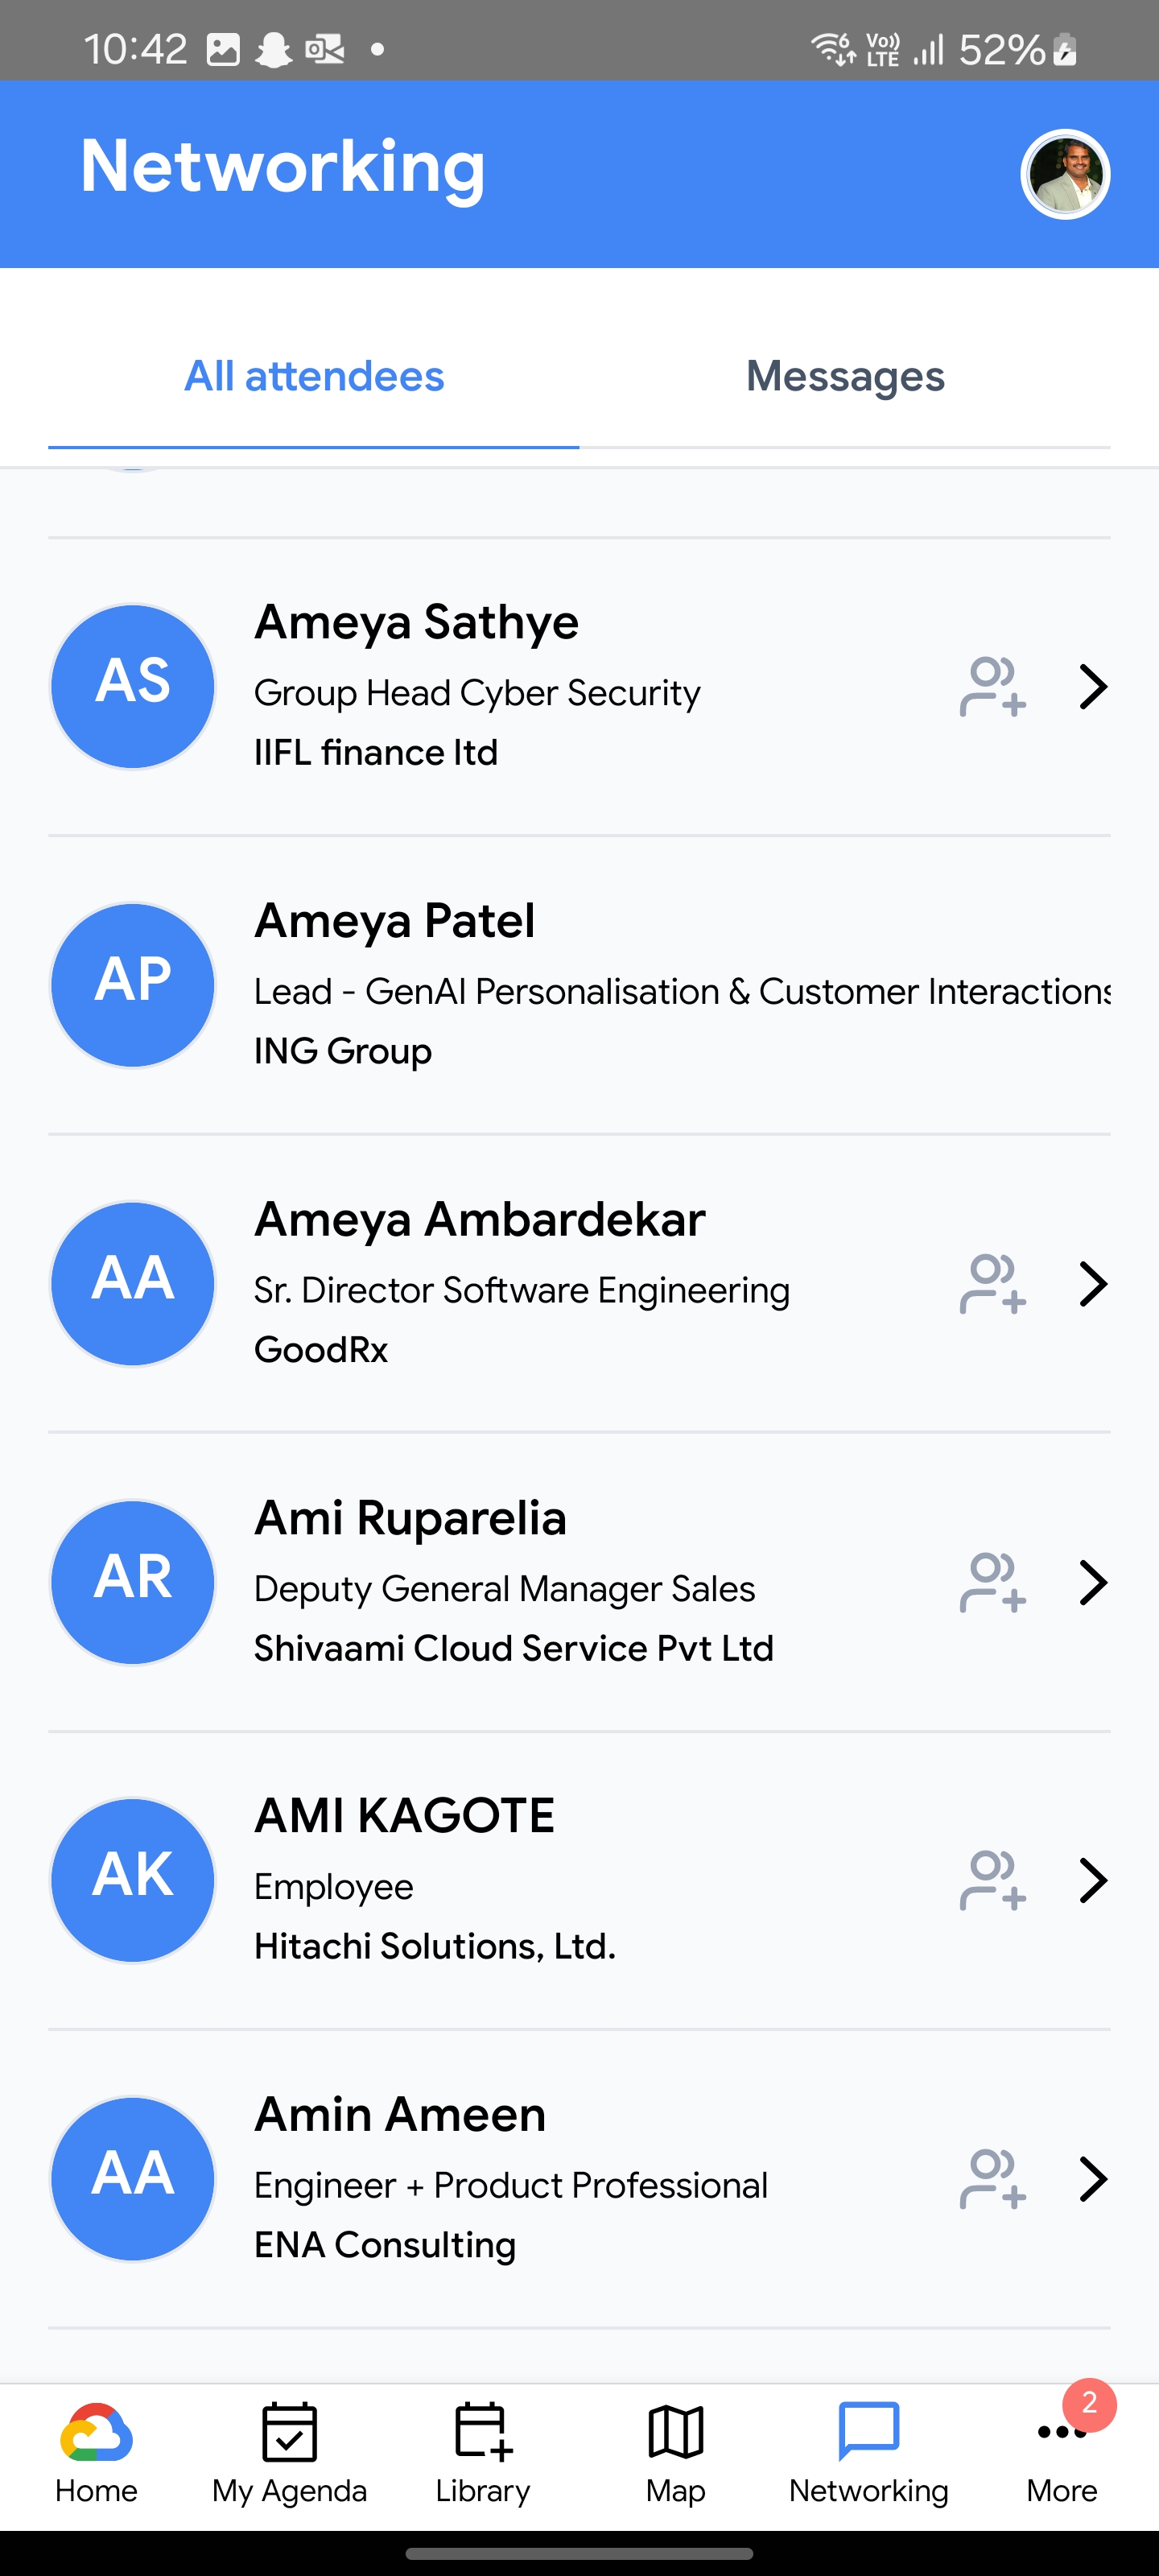 10:42
Vo)) LTE 52%
Networking
All attendees Messages
AS
Ameya Sathye
Group Head Cyber Security
IIFL finance ltd
AP
Ameya Patel
Lead - GenAI Personalisation & Customer Interactions
ING Group
AA
Ameya Ambardekar
Sr. Director Software Engineering
GoodRx
AR
Ami Ruparelia
Deputy General Manager Sales
Shivaami Cloud Service Pvt Ltd
AK
AMI KAGOTE
Employee
Hitachi Solutions, Ltd.
AA
Amin Ameen
Engineer + Product Professional
ENA Consulting
2
Home My Agenda Library Map Networking More